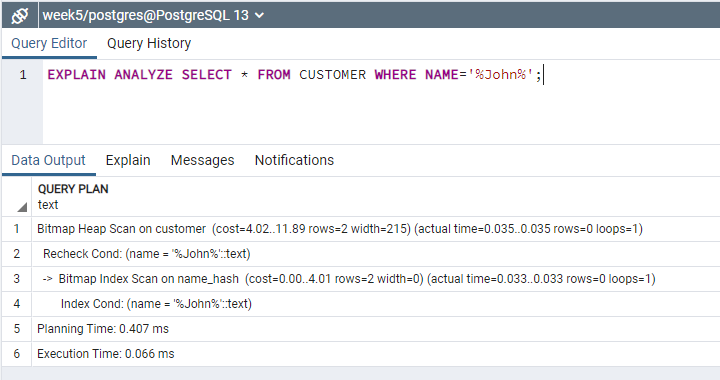 week5/postgres@PostgreSQL 13
Query Editor Query History
1 EXPLAIN ANALYZE SELECT * FROM CUSTOMER WHERE NAME='%John%';
Data Output Explain Messages Notifications
QUERY PLAN
text
1 Bitmap Heap Scan on customer (cost=4.02..11.89 rows=2 width=215) (actual time=0.035..0.035 rows=0 loops=1)
2 Recheck Cond: (name = '%John%'::text)
3 -> Bitmap Index Scan on name_hash (cost=0.00..4.01 rows=2 width=0) (actual time=0.033..0.033 rows=0 loops=1)
4 Index Cond: (name = '%John%'::text)
5 Planning Time: 0.407 ms
6 Execution Time: 0.066 ms